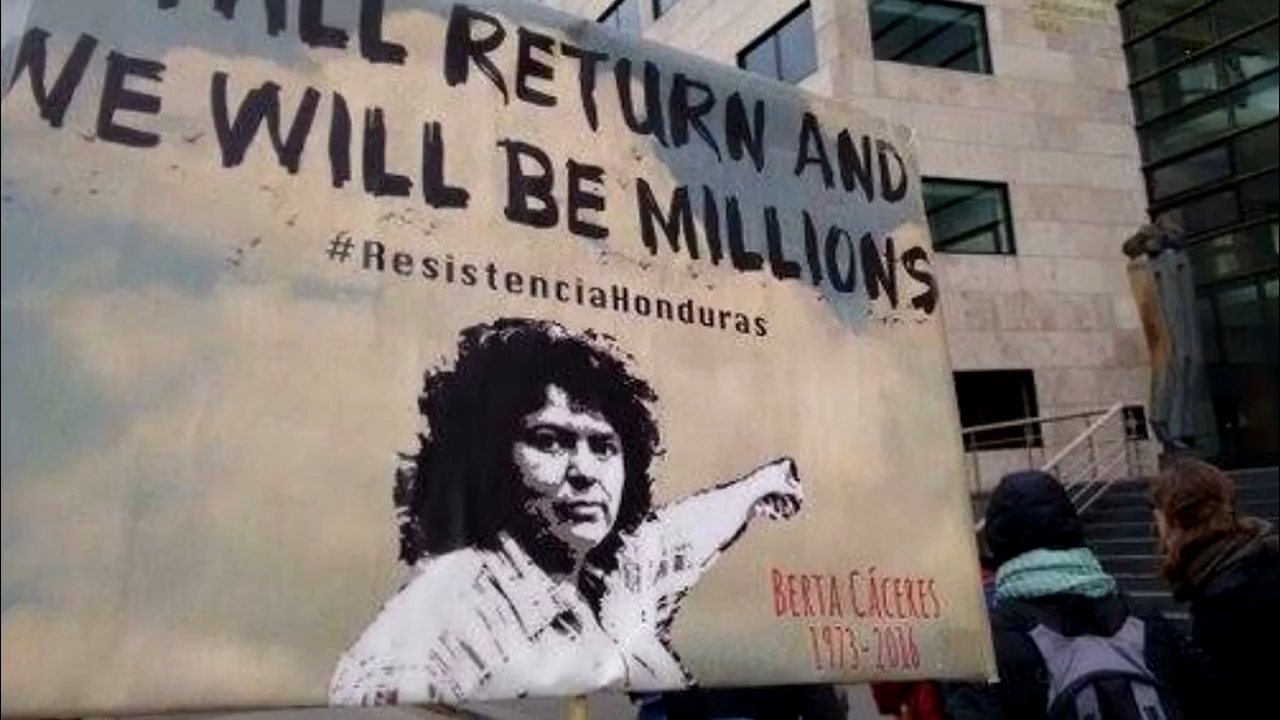 RETURN AND
WE WILL BE MILLIONS
#ResistenciaHonduras
BERTA CÁCERES
1973-2016